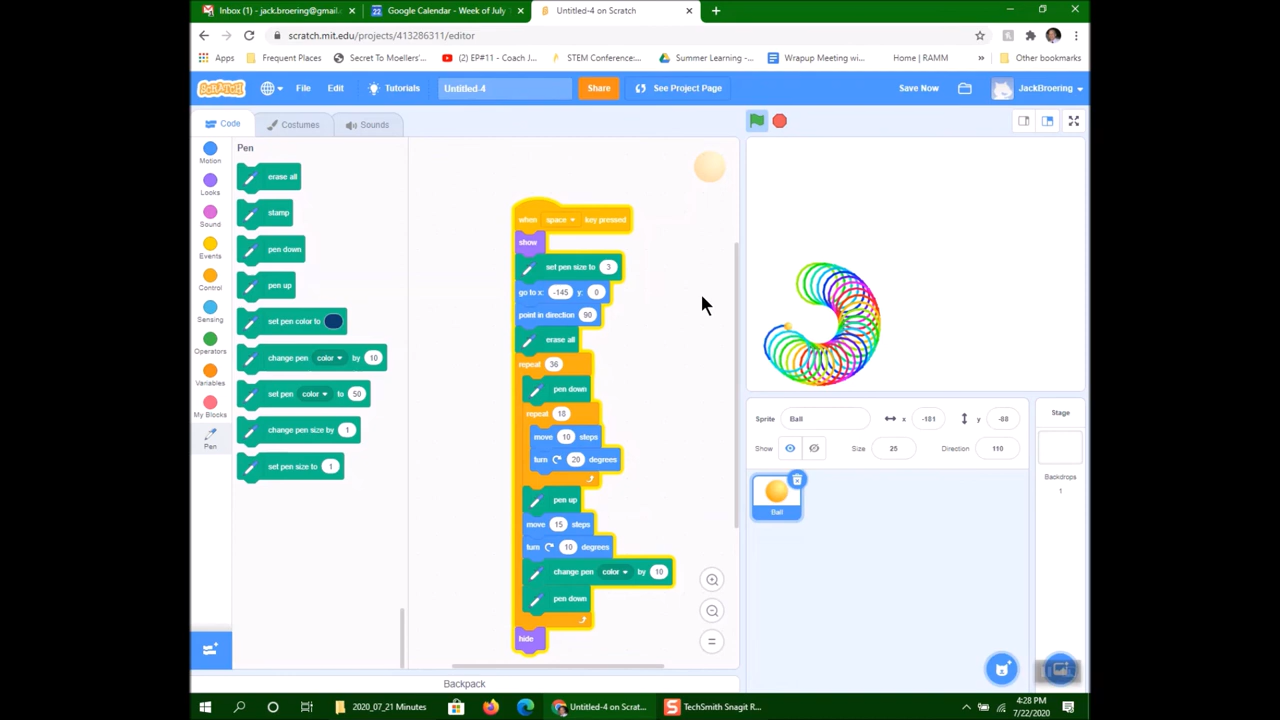 Inbox (1) - jack.broering@gmail.
Google Calendar - Week of July
Untitled-4 on Scratch
scratch.mit.edu/projects/413286311/editor
Apps
Frequent Places
Secret To Moellers'...
(2) EP#11 - Coach J...
STEM Conference:...
Summer Learning -...
Wrapup Meeting wi...
Home | RAMM
»
Other bookmarks
SCRATCH
File
Edit
Tutorials
Untitled-4
Share
See Project Page
Save Now
JackBroering
Code
Costumes
Sounds
Motion
Looks
Sound
Events
Control
Sensing
Operators
Variables
My Blocks
Pen
Pen
erase all
stamp
pen down
pen up
set pen color to
change pen color by 10
set pen color to 50
change pen size by 1
set pen size to 1
when space key pressed
show
set pen size to 3
go to x: -145 y: 0
point in direction 90
erase all
repeat 36
pen down
repeat 18
move 10 steps
turn 20 degrees
pen up
move 15 steps
turn 10 degrees
change pen color by 10
pen down
hide
Backpack
Sprite
Ball
x
-181
y
-88
Show
Size
25
Direction
110
Ball
Stage
Backdrops
1
2020_07_21 Minutes
Untitled-4 on Scrat...
TechSmith Snagit R...
4:28 PM
7/22/2020